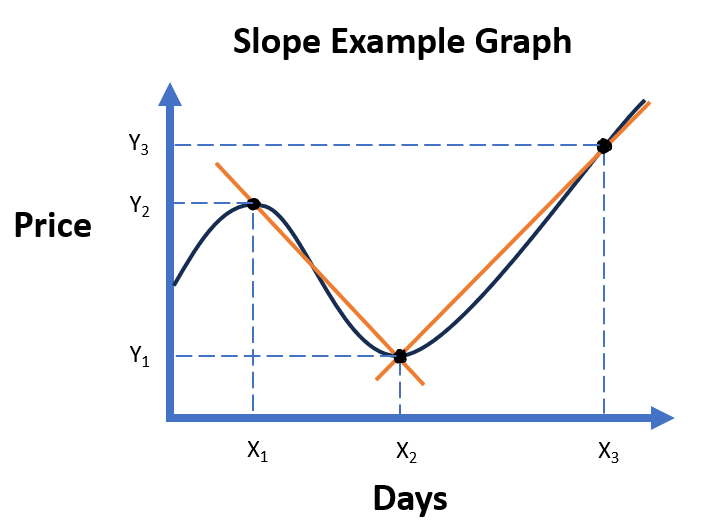 Slope Example Graph
Y₃
Y₂
Price
Y₁
X₁ X₂ X₃
Days